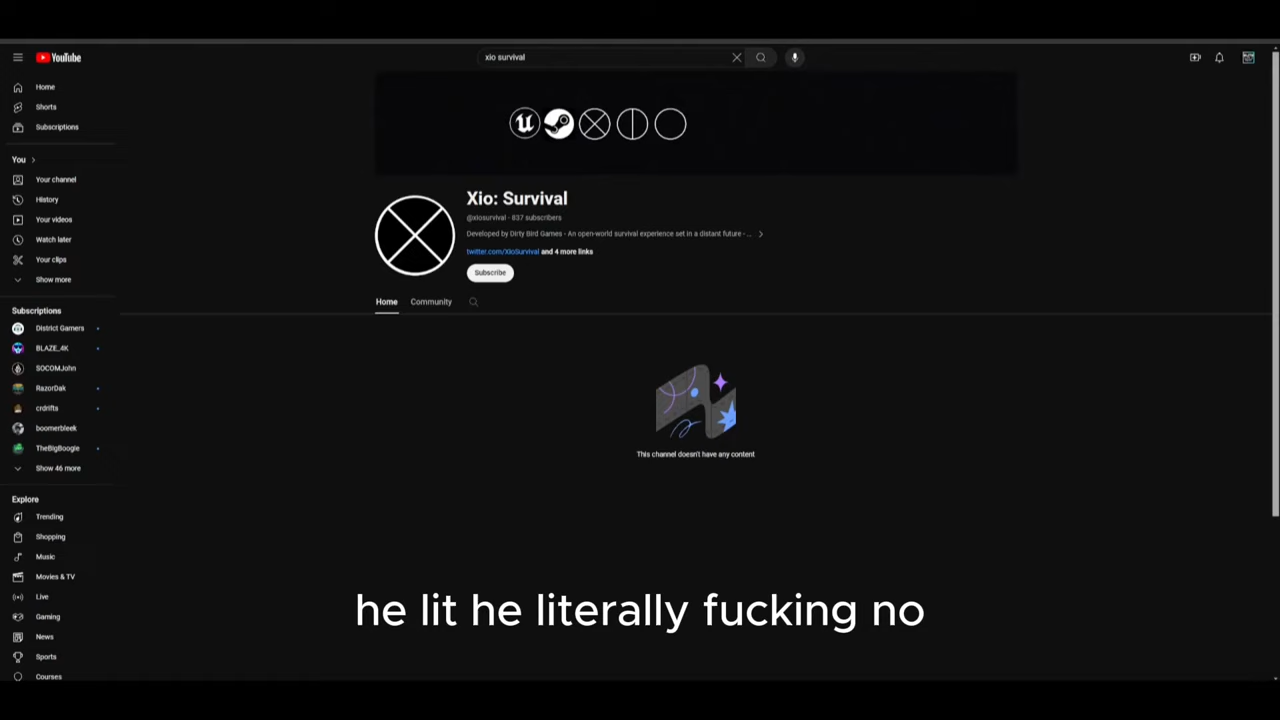 YouTube
xio survival
Home
Shorts
Subscriptions
You
Your channel
History
Your videos
Watch later
Your clips
Show more
Subscriptions
District Gamers
BLAZE_4K
SOCOMJohn
RazorDak
crdrifts
boomerbleek
TheBigBoogie
Show 46 more
Explore
Trending
Shopping
Music
Movies & TV
Live
Gaming
News
Sports
Courses
Xio: Survival
@xiosurvival · 837 subscribers
Developed by Dirty Bird Games - An open-world survival experience set in a distant future - ...
twitter.com/XioSurvival and 4 more links
Subscribe
Home Community
This channel doesn't have any content
he lit he literally fucking no